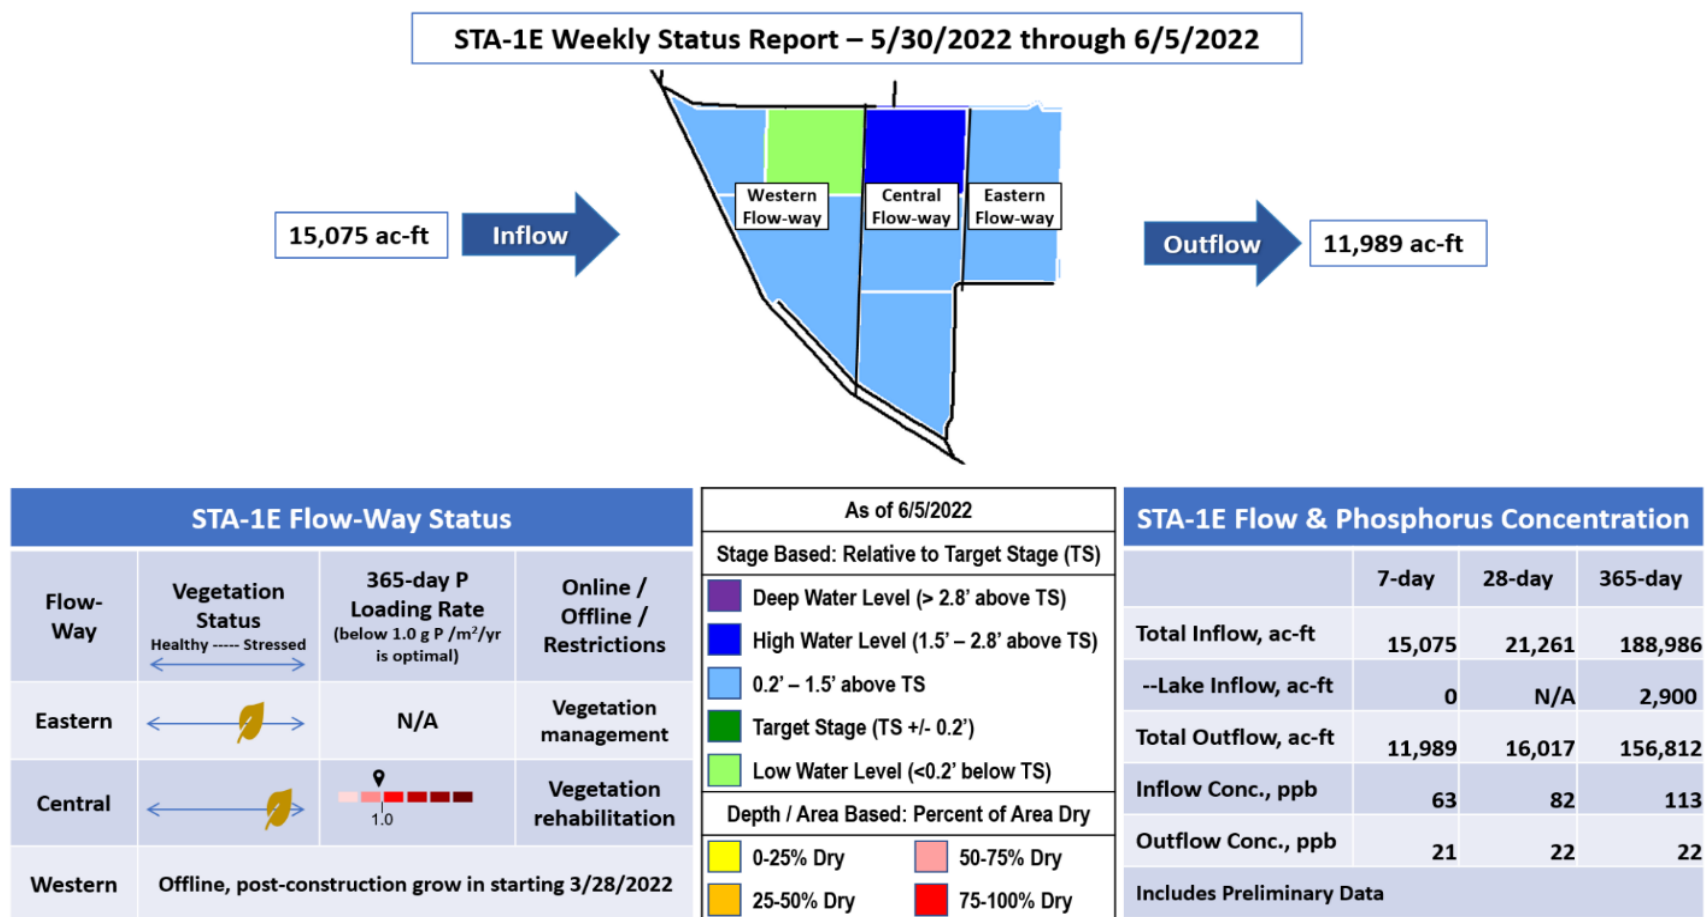 STA-1E Weekly Status Report – 5/30/2022 through 6/5/2022
15,075 ac-ft
Inflow
Western
Flow-way
Central
Flow-way
Eastern
Flow-way
Outflow
11,989 ac-ft
STA-1E Flow-Way Status
Flow-
Way
Vegetation
Status
Healthy ----- Stressed
365-day P
Loading Rate
(below 1.0 g P /m²/yr
is optimal)
Online /
Offline /
Restrictions
Eastern
N/A
Vegetation
management
Central
1.0
Vegetation
rehabilitation
Western
Offline, post-construction grow in starting 3/28/2022
As of 6/5/2022
Stage Based: Relative to Target Stage (TS)
Deep Water Level (> 2.8’ above TS)
High Water Level (1.5’ – 2.8’ above TS)
0.2’ – 1.5’ above TS
Target Stage (TS +/- 0.2’)
Low Water Level (<0.2’ below TS)
Depth / Area Based: Percent of Area Dry
0-25% Dry
50-75% Dry
25-50% Dry
75-100% Dry
STA-1E Flow & Phosphorus Concentration
7-day 28-day 365-day
Total Inflow, ac-ft 15,075 21,261 188,986
--Lake Inflow, ac-ft 0 N/A 2,900
Total Outflow, ac-ft 11,989 16,017 156,812
Inflow Conc., ppb 63 82 113
Outflow Conc., ppb 21 22 22
Includes Preliminary Data